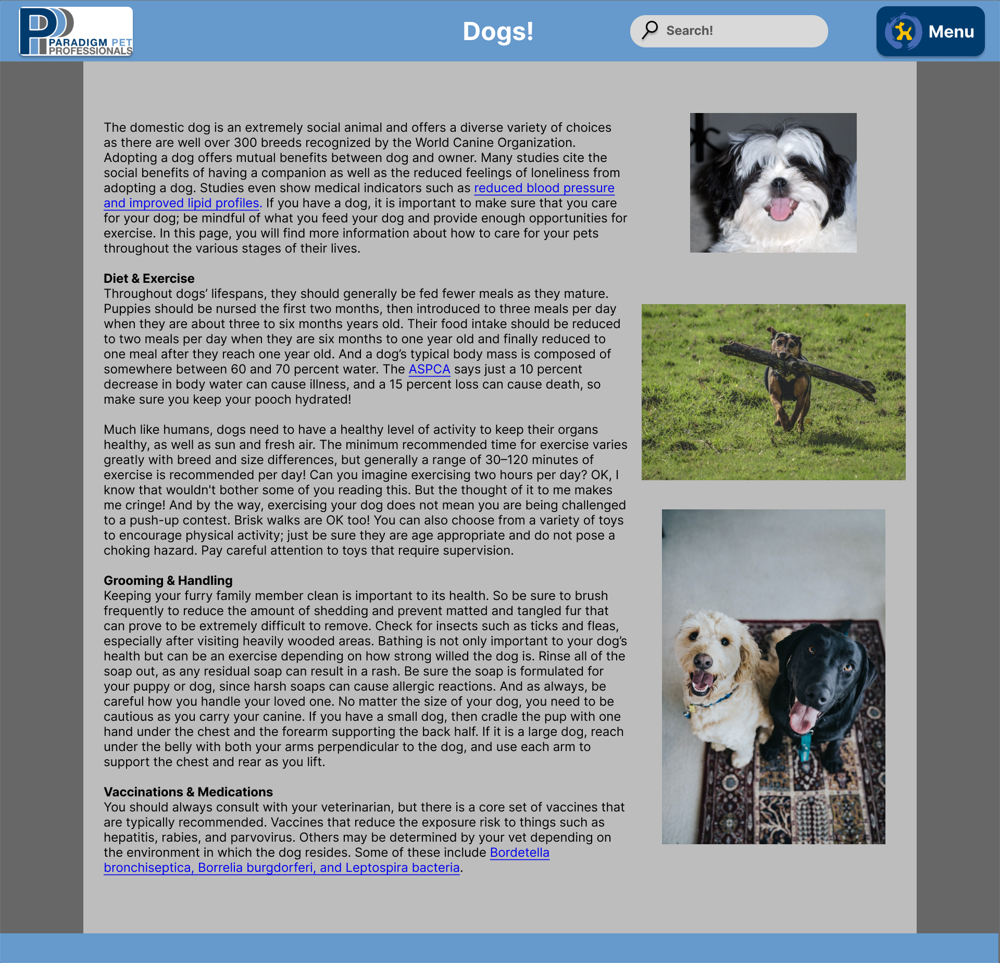 PARADIGM PET
PROFESSIONALS
Dogs!
Search!
Menu
The domestic dog is an extremely social animal and offers a diverse variety of choices
as there are well over 300 breeds recognized by the World Canine Organization.
Adopting a dog offers mutual benefits between dog and owner. Many studies cite the
social benefits of having a companion as well as the reduced feelings of loneliness from
adopting a dog. Studies even show medical indicators such as reduced blood pressure
and improved lipid profiles. If you have a dog, it is important to make sure that you care
for your dog; be mindful of what you feed your dog and provide enough opportunities for
exercise. In this page, you will find more information about how to care for your pets
throughout the various stages of their lives.
Diet & Exercise
Throughout dogs’ lifespans, they should generally be fed fewer meals as they mature.
Puppies should be nursed the first two months, then introduced to three meals per day
when they are about three to six months years old. Their food intake should be reduced
to two meals per day when they are six months to one year old and finally reduced to
one meal after they reach one year old. And a dog’s typical body mass is composed of
somewhere between 60 and 70 percent water. The ASPCA says just a 10 percent
decrease in body water can cause illness, and a 15 percent loss can cause death, so
make sure you keep your pooch hydrated!
Much like humans, dogs need to have a healthy level of activity to keep their organs
healthy, as well as sun and fresh air. The minimum recommended time for exercise varies
greatly with breed and size differences, but generally a range of 30–120 minutes of
exercise is recommended per day! Can you imagine exercising two hours per day? OK, I
know that wouldn't bother some of you reading this. But the thought of it to me makes
me cringe! And by the way, exercising your dog does not mean you are being challenged
to a push-up contest. Brisk walks are OK too! You can also choose from a variety of toys
to encourage physical activity; just be sure they are age appropriate and do not pose a
choking hazard. Pay careful attention to toys that require supervision.
Grooming & Handling
Keeping your furry family member clean is important to its health. So be sure to brush
frequently to reduce the amount of shedding and prevent matted and tangled fur that
can prove to be extremely difficult to remove. Check for insects such as ticks and fleas,
especially after visiting heavily wooded areas. Bathing is not only important to your dog’s
health but can be an exercise depending on how strong willed the dog is. Rinse all of the
soap out, as any residual soap can result in a rash. Be sure the soap is formulated for
your puppy or dog, since harsh soaps can cause allergic reactions. And as always, be
careful how you handle your loved one. No matter the size of your dog, you need to be
cautious as you carry your canine. If you have a small dog, then cradle the pup with one
hand under the chest and the forearm supporting the back half. If it is a large dog, reach
under the belly with both your arms perpendicular to the dog, and use each arm to
support the chest and rear as you lift.
Vaccinations & Medications
You should always consult with your veterinarian, but there is a core set of vaccines that
are typically recommended. Vaccines that reduce the exposure risk to things such as
hepatitis, rabies, and parvovirus. Others may be determined by your vet depending on
the environment in which the dog resides. Some of these include Bordetella
bronchiseptica, Borrelia burgdorferi, and Leptospira bacteria.